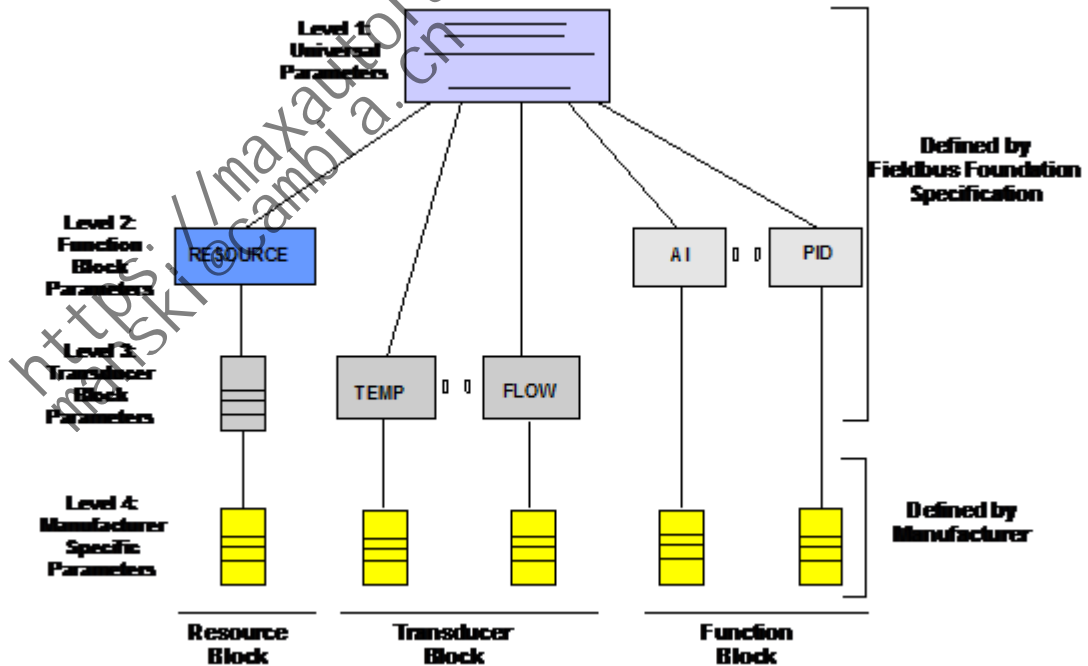 Level 1:
Universal
Parameters
Defined by
Fieldbus Foundation
Specification
Level 2:
Function
Block
Parameters
RESOURCE
AI
PID
Level 3:
Transducer
Block
Parameters
TEMP
FLOW
Level 4:
Manufacturer
Specific
Parameters
Defined by
Manufacturer
Resource
Block
Transducer
Block
Function
Block